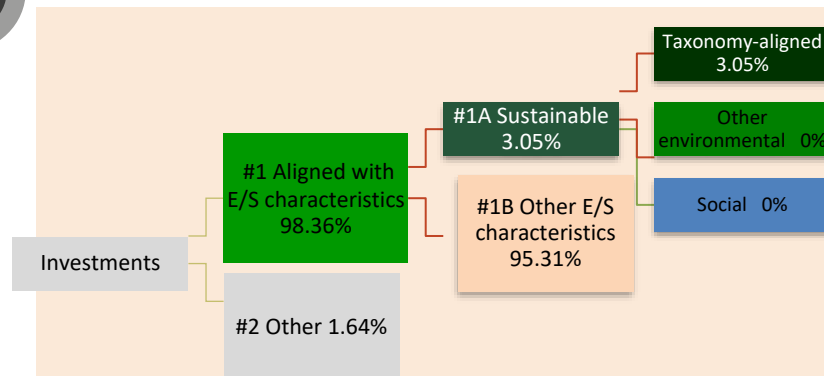 Investments
#1 Aligned with
E/S characteristics
98.36%
#2 Other 1.64%
#1A Sustainable
3.05%
#1B Other E/S
characteristics
95.31%
Taxonomy-aligned
3.05%
Other
environmental 0%
Social 0%